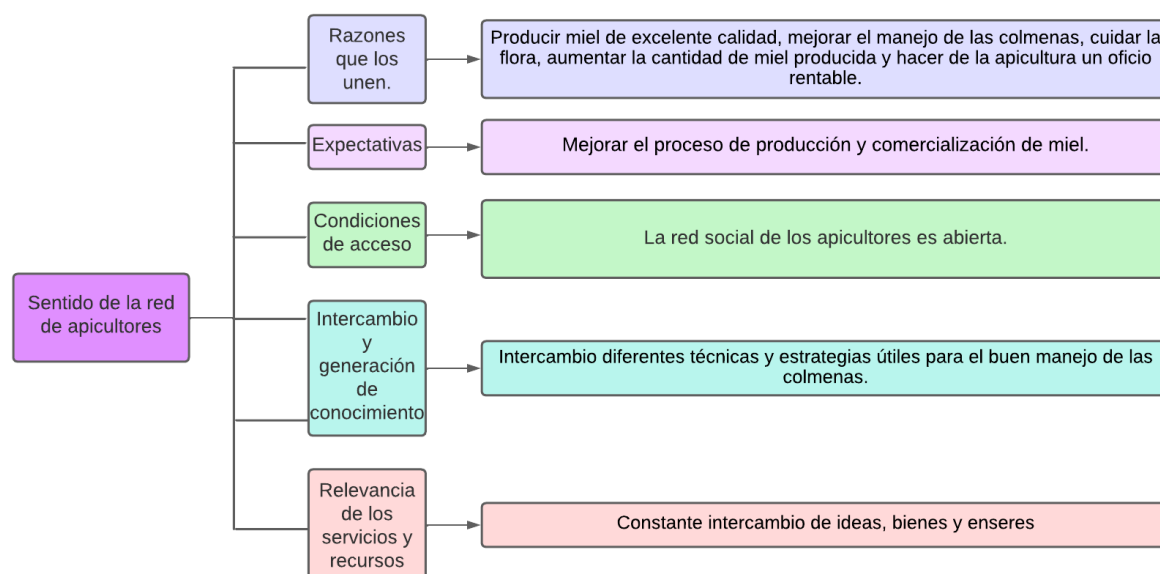 Razones
que los
unen.
Producir miel de excelente calidad, mejorar el manejo de las colmenas, cuidar la
flora, aumentar la cantidad de miel producida y hacer de la apicultura un oficio
rentable.
Expectativas
Mejorar el proceso de producción y comercialización de miel.
Condiciones
de acceso
La red social de los apicultores es abierta.
Sentido de la red
de apicultores
Intercambio
y
generación
de
conocimiento
Intercambio diferentes técnicas y estrategias útiles para el buen manejo de las
colmenas.
Relevancia
de los
servicios y
recursos
Constante intercambio de ideas, bienes y enseres